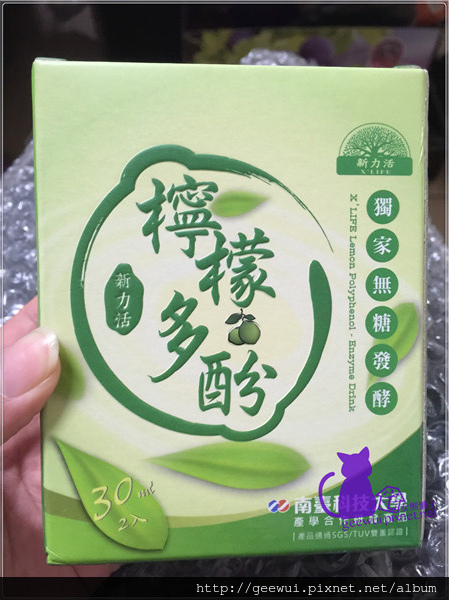 新力活
X'LIFE
獨家無糖發酵
X'LIFE Lemon Polyphenol - Enzyme Drink
檸檬多酚
新力活
30ml
2入
南臺科技大學
產學合作
產品通過SGS/TUV雙重認證
http://geewui.pixnet.net/album